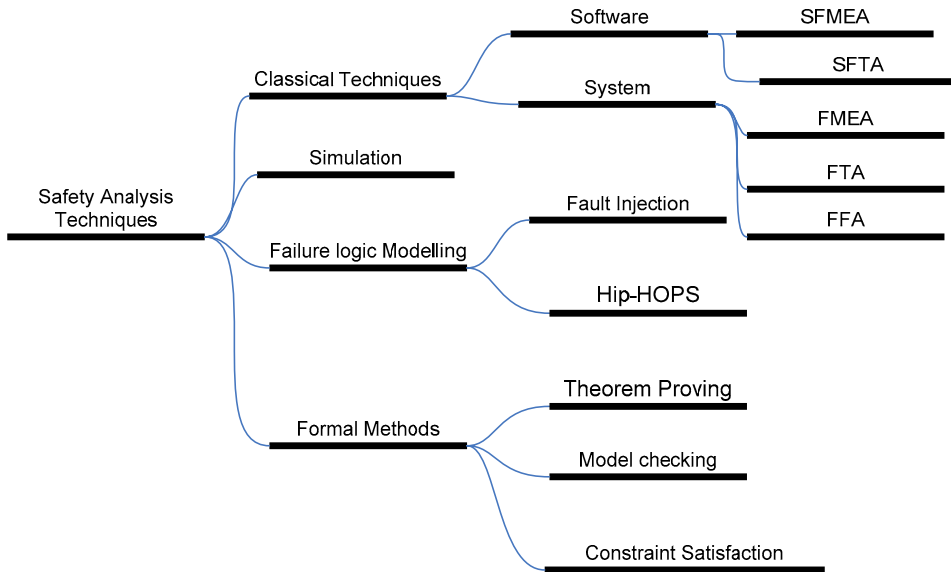 Safety Analysis
Techniques
Classical Techniques
Software
SFMEA
SFTA
System
FMEA
FTA
FFA
Simulation
Failure logic Modelling
Fault Injection
Hip-HOPS
Formal Methods
Theorem Proving
Model checking
Constraint Satisfaction